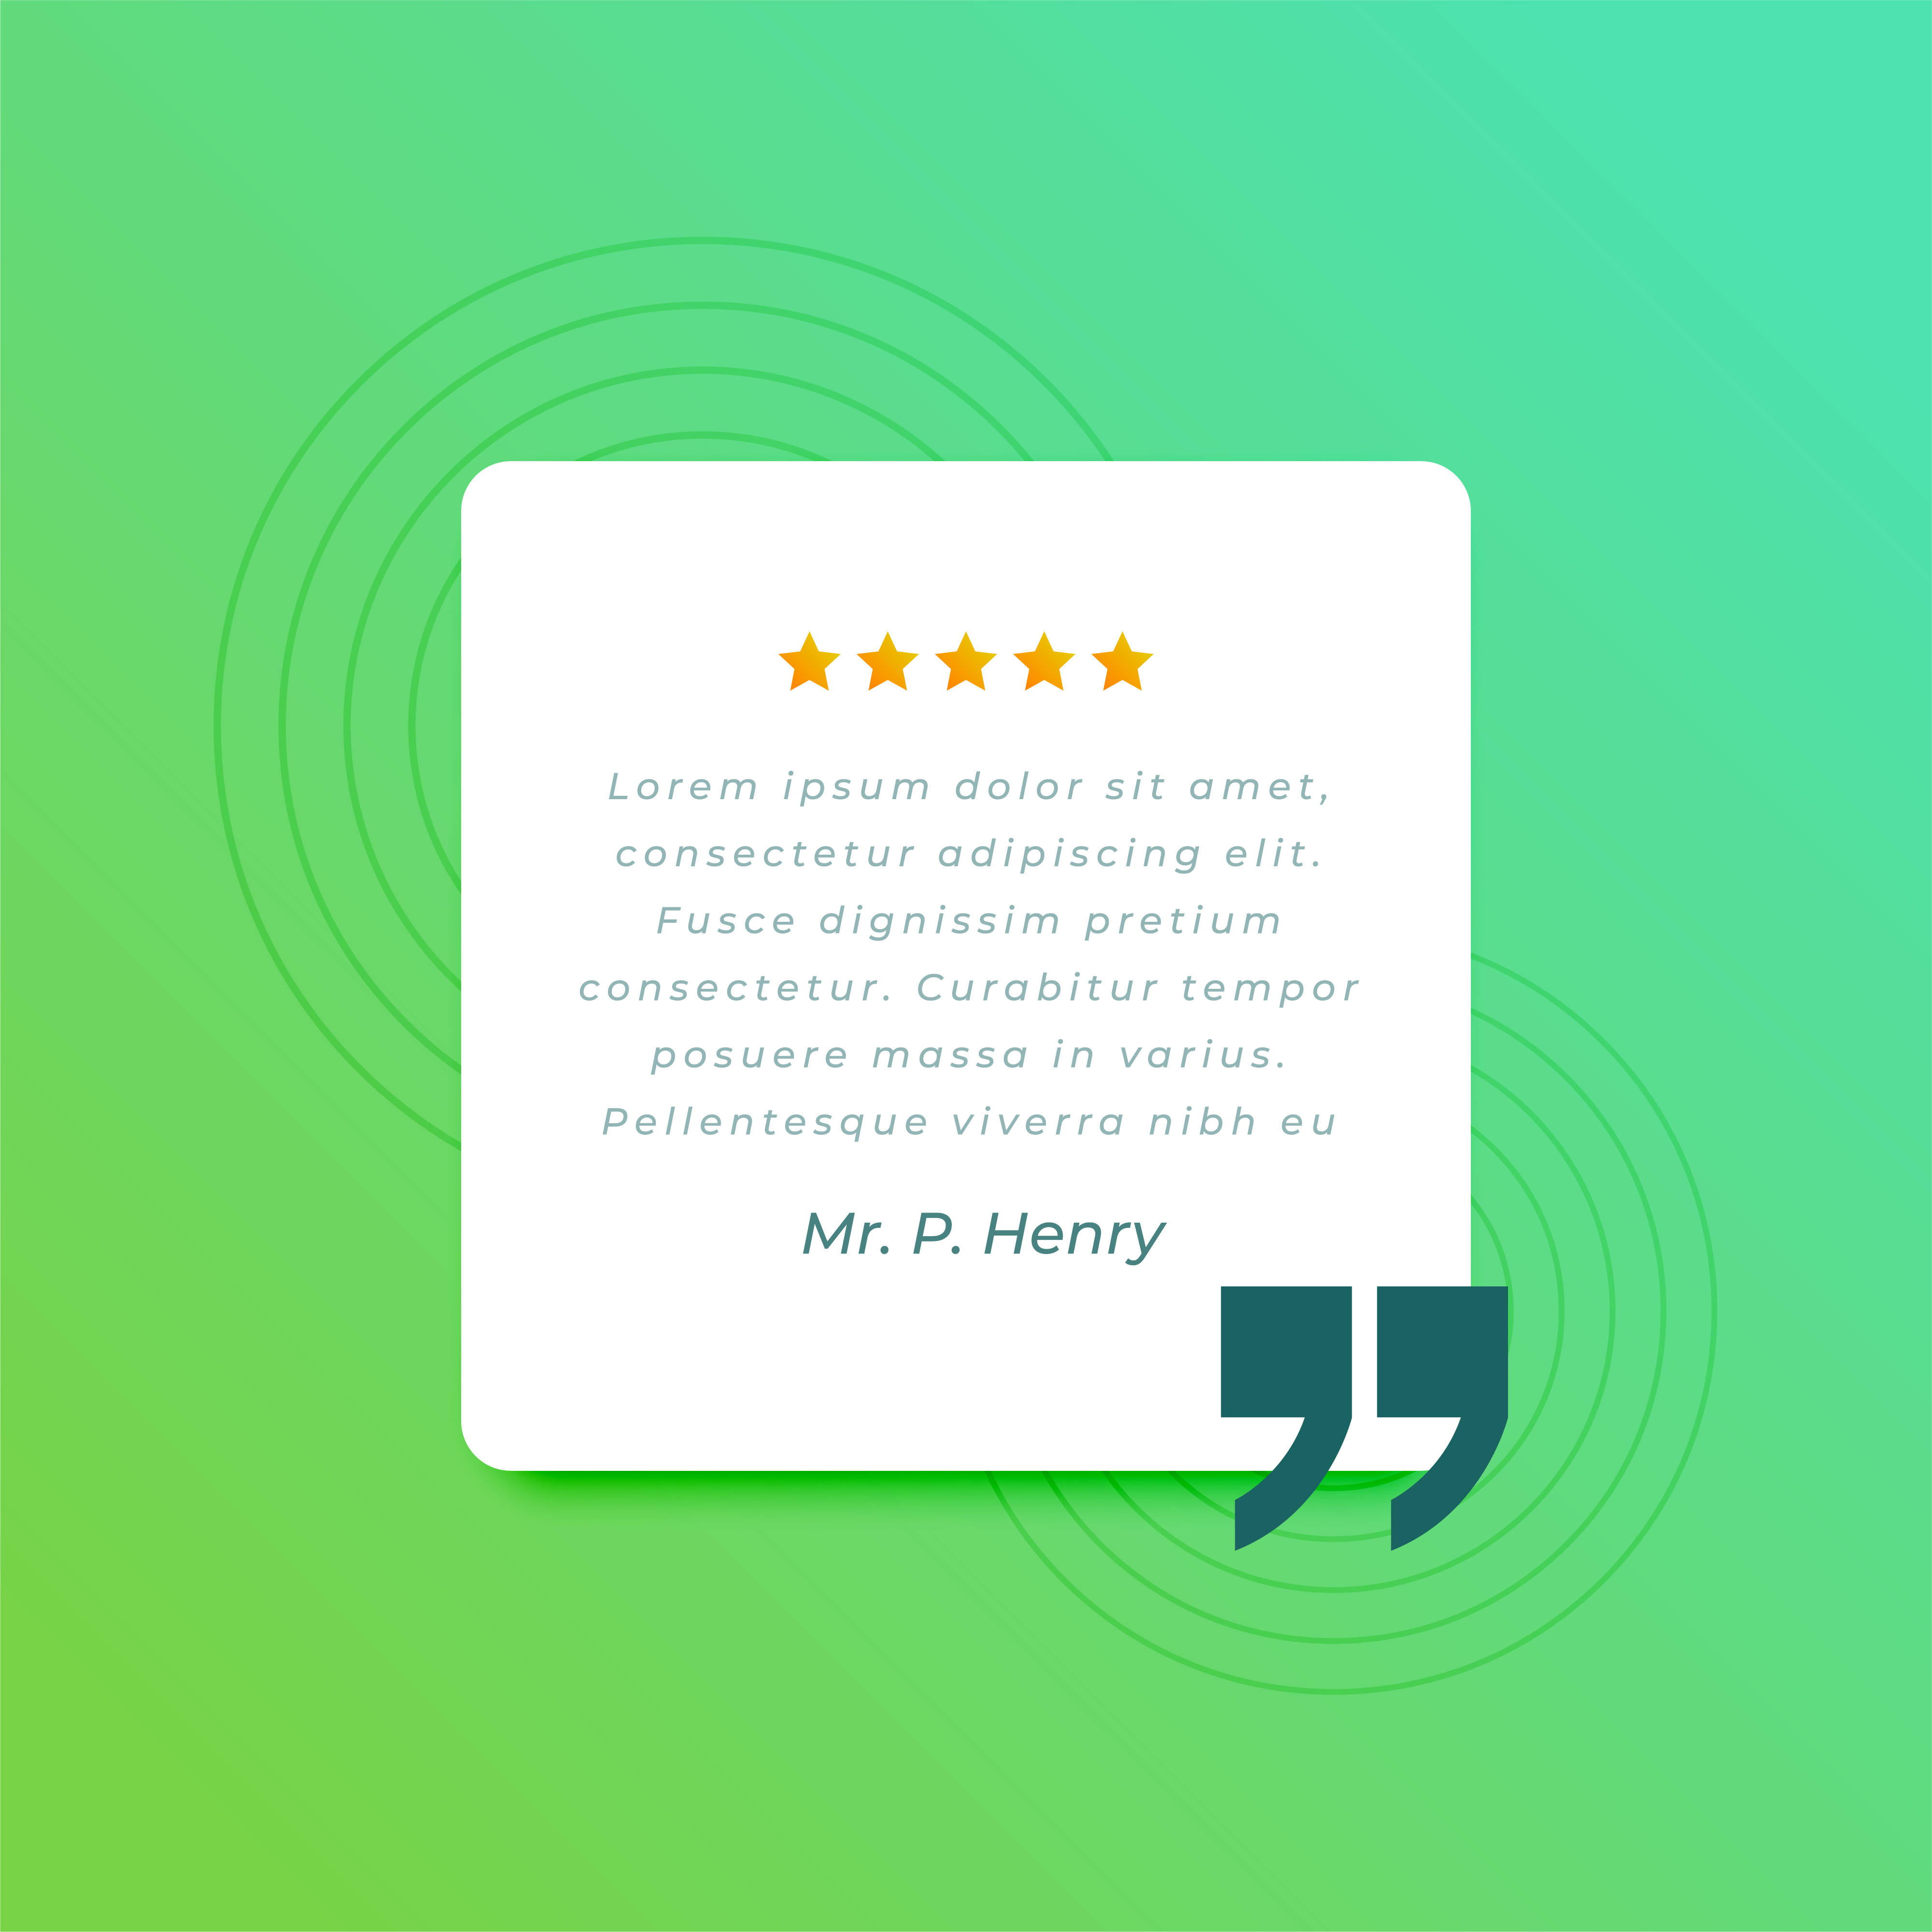 Lorem ipsum dolor sit amet,
consectetur adipiscing elit.
Fusce dignissim pretium
consectetur. Curabitur tempor
posuere massa in varius.
Pellentesque viverra nibh eu
Mr. P. Henry